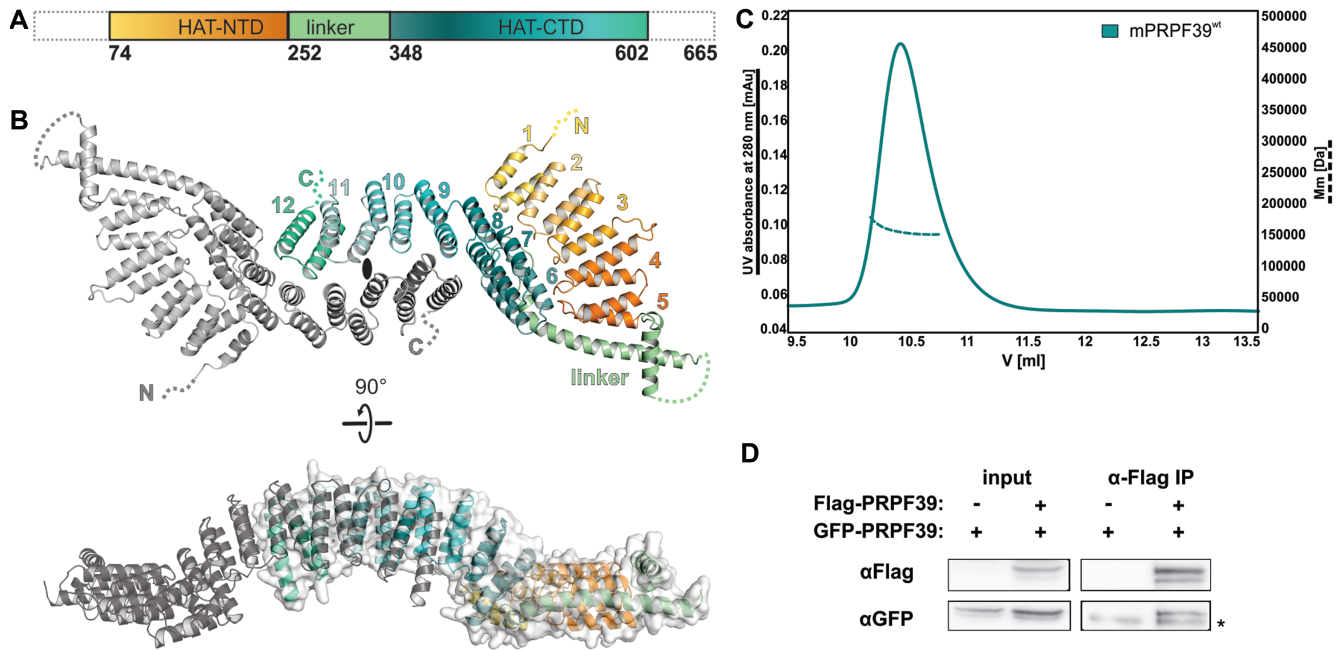 A
HAT-NTD linker HAT-CTD
74 252 348 602 665
B
N
1
2
3
4
5
6
7
8
9
10
11
12
C
linker
C
N
90°
C
UV absorbance at 280 nm [mAu]
0.22
0.20
0.18
0.16
0.14
0.12
0.10
0.08
0.06
0.04
mPRPF39wt
500000
450000
400000
350000
300000
250000
200000
150000
100000
50000
0
Mm [Da]
9.5 10 10.5 11 11.5 12 12.5 13 13.5
V [ml]
D
input α-Flag IP
Flag-PRPF39: - + - +
GFP-PRPF39: + + + +
αFlag
αGFP *